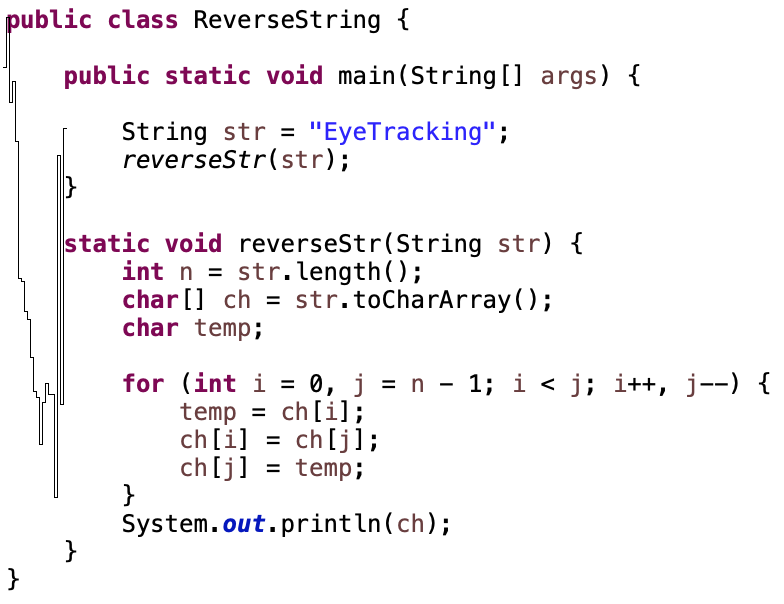 public class ReverseString {
public static void main(String[] args) {
String str = "EyeTracking";
reverseStr(str);
}
static void reverseStr(String str) {
int n = str.length();
char[] ch = str.toCharArray();
char temp;
for (int i = 0, j = n - 1; i < j; i++, j--) {
temp = ch[i];
ch[i] = ch[j];
ch[j] = temp;
}
System.out.println(ch);
}
}